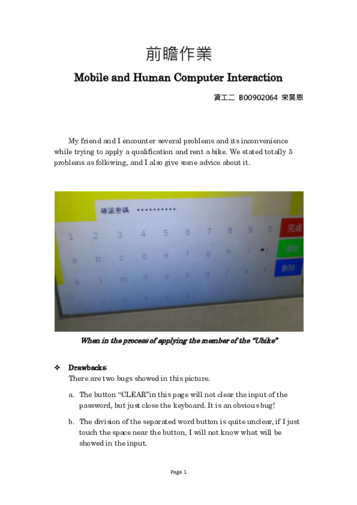 前瞻作業
Mobile and Human Computer Interaction
資工二 B00902064 宋昊恩
My friend and I encounter several problems and its inconvenience
while trying to apply a qualification and rent a bike. We stated totally 5
problems as following, and I also give some advice about it.
確認密碼 ••••••••••
1 2 3 4 5 6 7 8 9 0 完成
a b c d e f g h i j 清除
k l m n o p q r s t 刪除
When in the process of applying the member of the “Ubike”
❖ Drawbacks:
There are two bugs showed in this picture.
a. The button “CLEAR”in this page will not clear the input of the
password, but just close the keyboard. It is an obvious bug!
b. The division of the separated word button is quite unclear, if I just
touch the space near the button, I will not know what will be
showed in the input.
Page 1